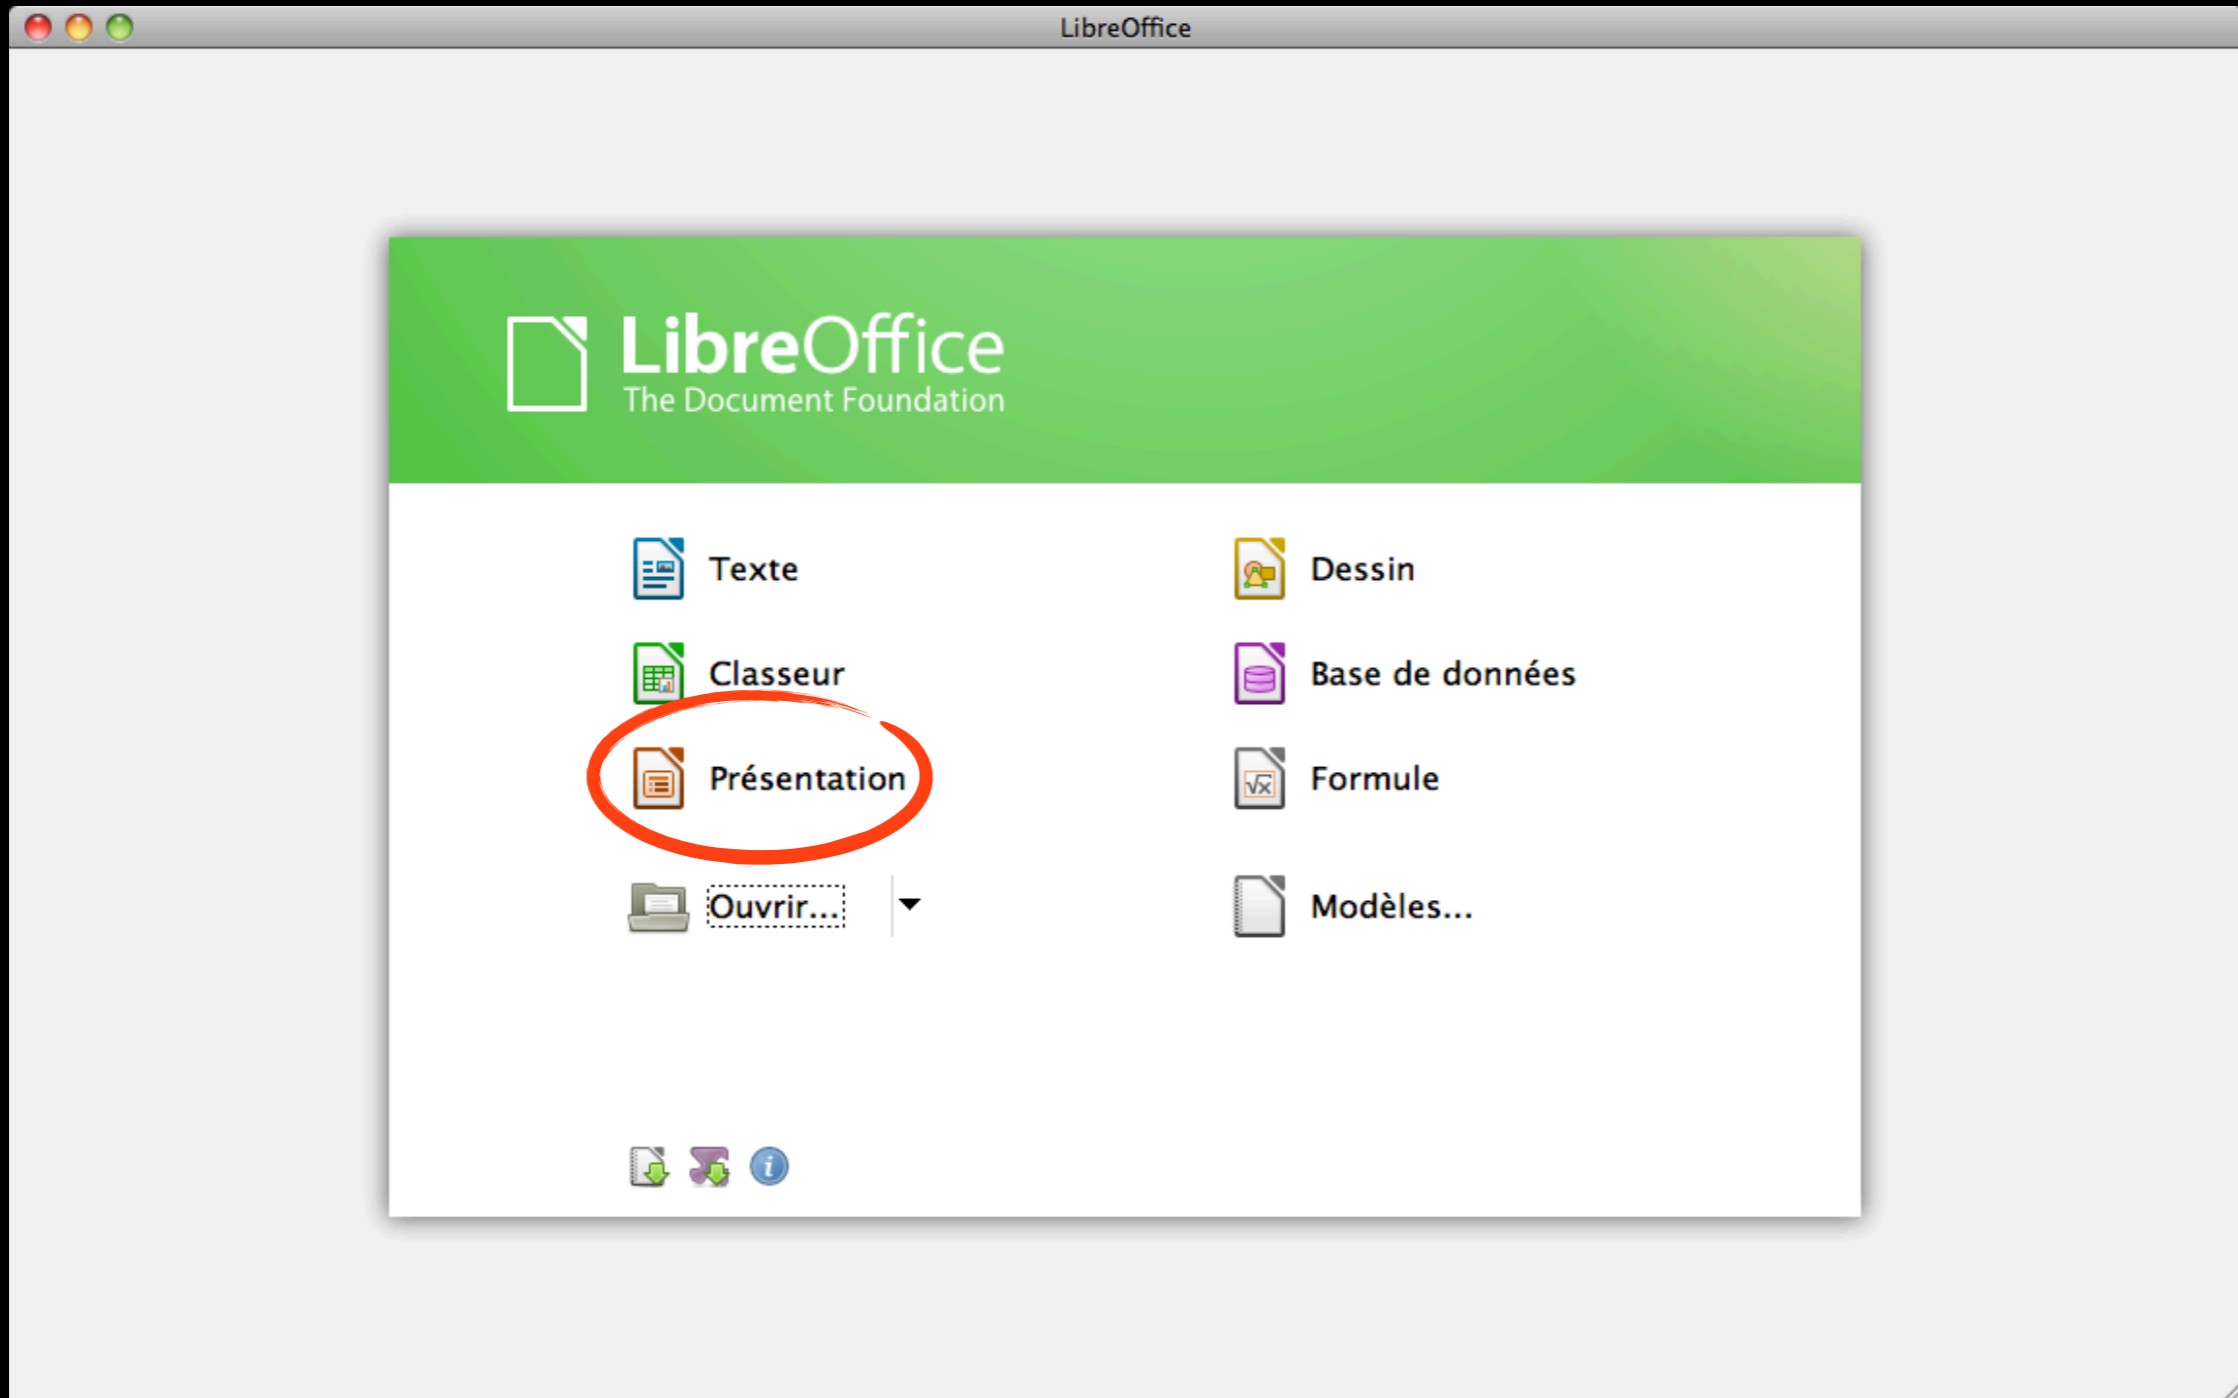 LibreOffice
LibreOffice
The Document Foundation
Texte
Dessin
Classeur
Base de données
Présentation
Formule
Ouvrir...
Modèles...